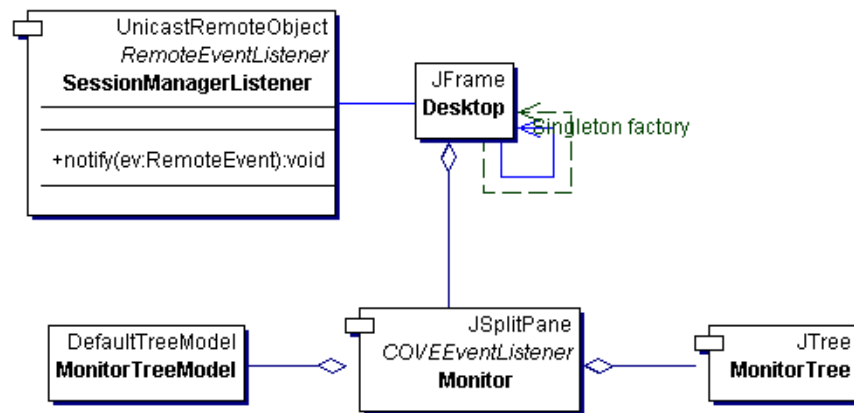 UnicastRemoteObject
RemoteEventListener
SessionManagerListener
+notify(ev:RemoteEvent):void
JFrame
Desktop
Singleton factory
DefaultTreeModel
MonitorTreeModel
JSplitPane
COVEEventListener
Monitor
JTree
MonitorTree